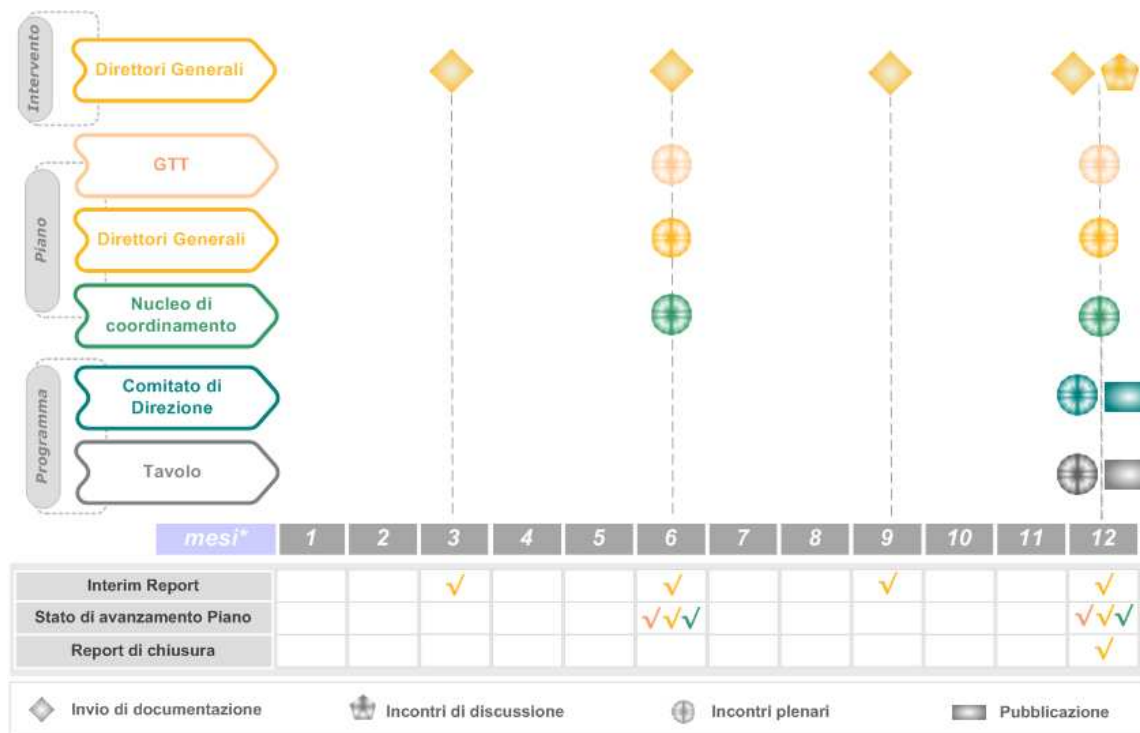 Intervento
Direttori Generali
Piano
GTT
Direttori Generali
Nucleo di
coordinamento
Programma
Comitato di
Direzione
Tavolo
mesi* 1 2 3 4 5 6 7 8 9 10 11 12
Interim Report √ √ √ √
Stato di avanzamento Piano √√√ √√√
Report di chiusura √
Invio di documentazione Incontri di discussione Incontri plenari Pubblicazione